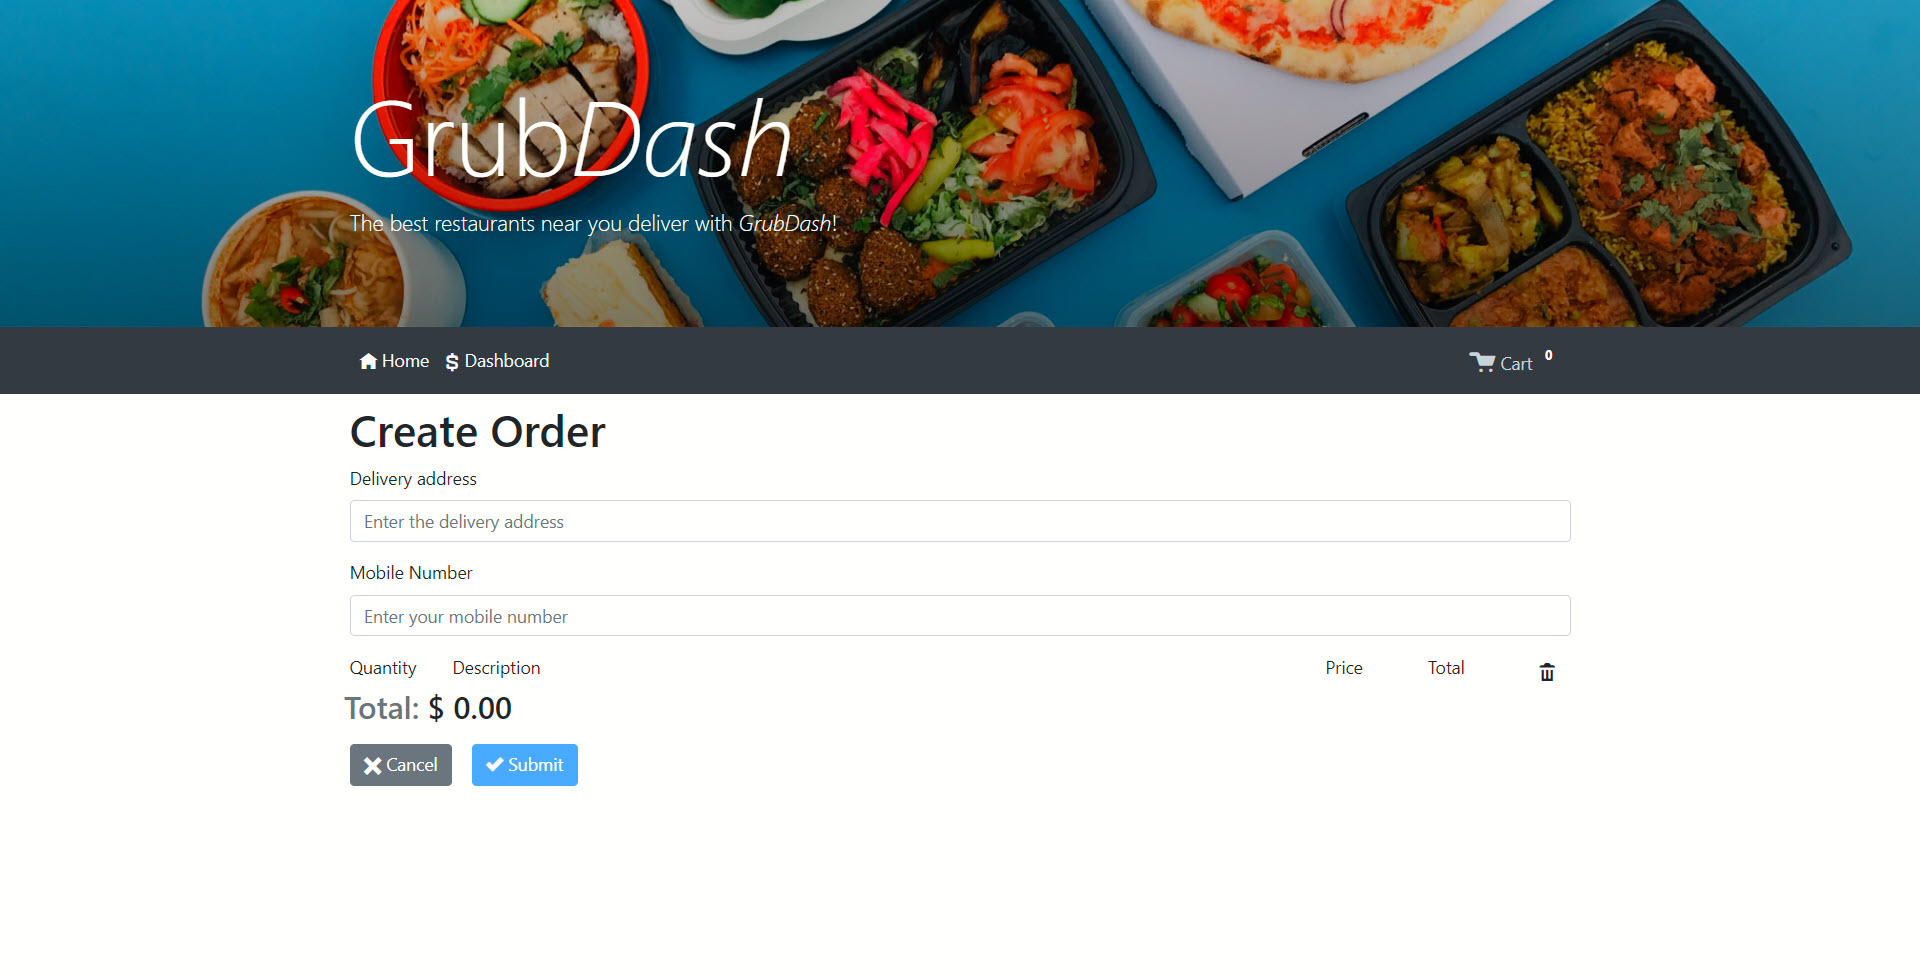 GrubDash
The best restaurants near you deliver with GrubDash!
Home Dashboard Cart 0
Create Order
Delivery address
Enter the delivery address
Mobile Number
Enter your mobile number
Quantity Description Price Total
Total: $ 0.00
Cancel Submit